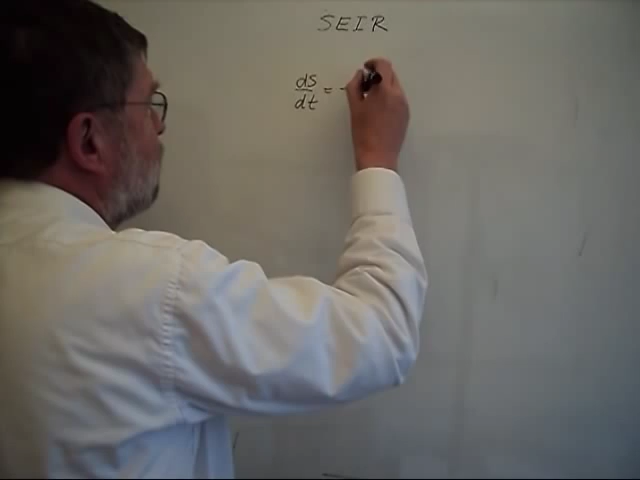 SEIR
dS/dt = -